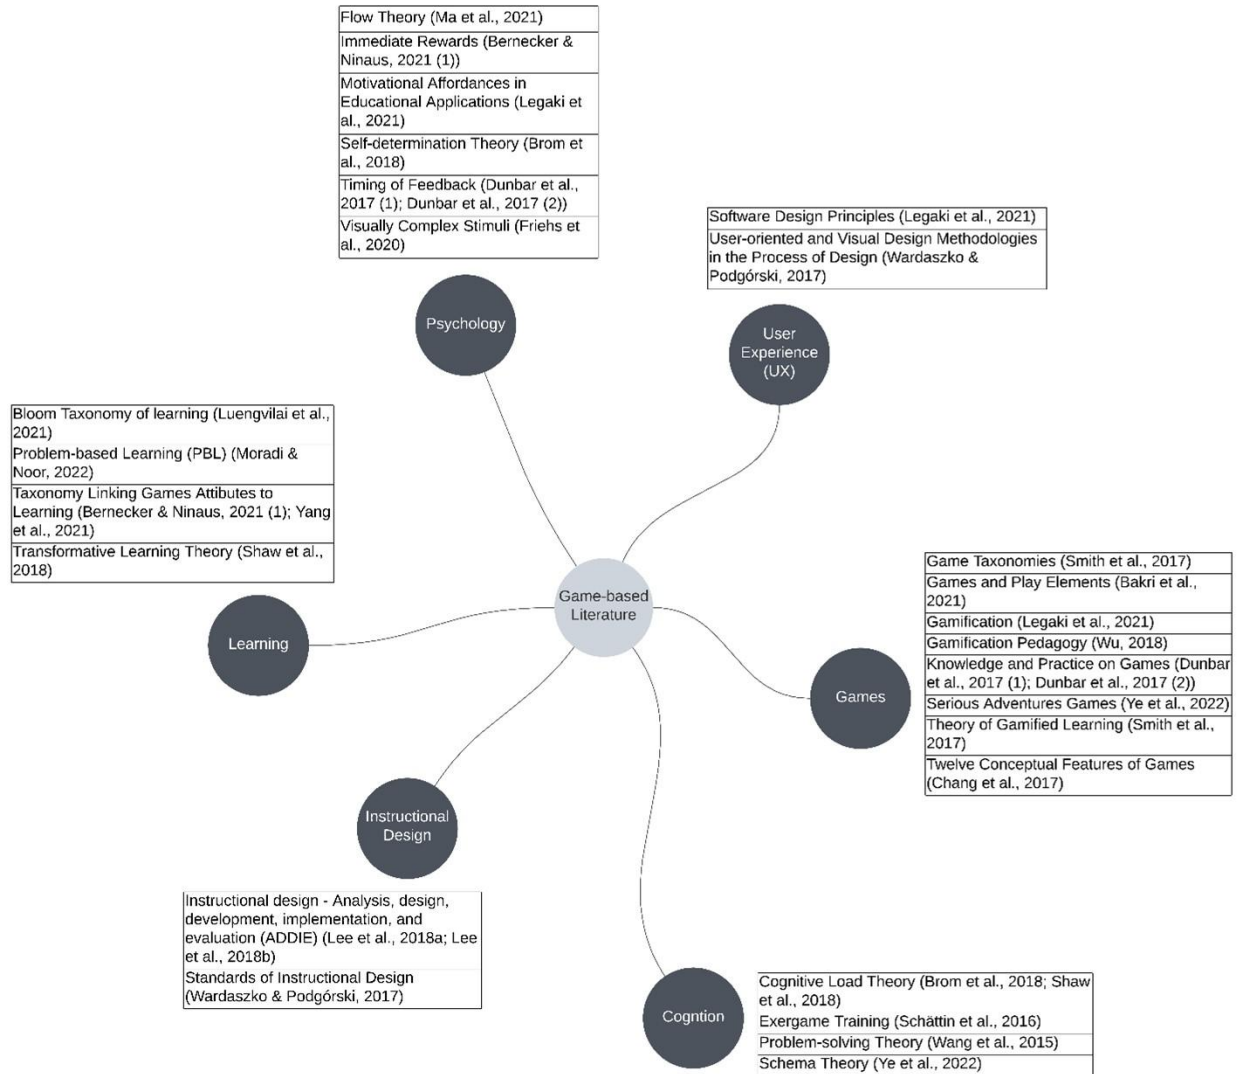 Flow Theory (Ma et al., 2021)
Immediate Rewards (Bernecker &
Ninaus, 2021 (1))
Motivational Affordances in
Educational Applications (Legaki et
al., 2021)
Self-determination Theory (Brom et
al., 2018)
Timing of Feedback (Dunbar et al.,
2017 (1); Dunbar et al., 2017 (2))
Visually Complex Stimuli (Friehs et
al., 2020)
Psychology
Software Design Principles (Legaki et al., 2021)
User-oriented and Visual Design Methodologies
in the Process of Design (Wardaszko &
Podgórski, 2017)
User
Experience
(UX)
Bloom Taxonomy of learning (Luengvilai et al.,
2021)
Problem-based Learning (PBL) (Moradi &
Noor, 2022)
Taxonomy Linking Games Attibutes to
Learning (Bernecker & Ninaus, 2021 (1); Yang
et al., 2021)
Transformative Learning Theory (Shaw et al.,
2018)
Learning
Game-based
Literature
Game Taxonomies (Smith et al., 2017)
Games and Play Elements (Bakri et al.,
2021)
Gamification (Legaki et al., 2021)
Gamification Pedagogy (Wu, 2018)
Knowledge and Practice on Games (Dunbar
et al., 2017 (1); Dunbar et al., 2017 (2))
Serious Adventures Games (Ye et al., 2022)
Theory of Gamified Learning (Smith et al.,
2017)
Twelve Conceptual Features of Games
(Chang et al., 2017)
Games
Instructional
Design
Instructional design - Analysis, design,
development, implementation, and
evaluation (ADDIE) (Lee et al., 2018a; Lee
et al., 2018b)
Standards of Instructional Design
(Wardaszko & Podgórski, 2017)
Cogntion
Cognitive Load Theory (Brom et al., 2018; Shaw
et al., 2018)
Exergame Training (Schättin et al., 2016)
Problem-solving Theory (Wang et al., 2015)
Schema Theory (Ye et al., 2022)